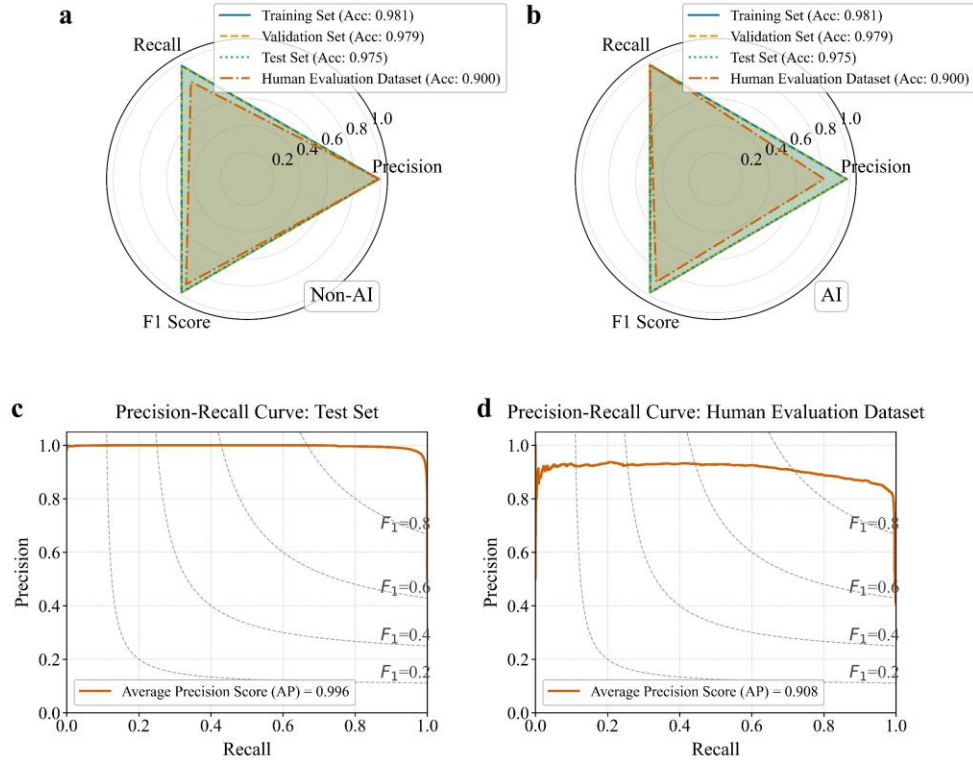 a
Training Set (Acc: 0.981)
Validation Set (Acc: 0.979)
Test Set (Acc: 0.975)
Human Evaluation Dataset (Acc: 0.900)
Recall
1.0
0.8
0.6
0.4
0.2
Precision
F1 Score
Non-AI
b
Training Set (Acc: 0.981)
Validation Set (Acc: 0.979)
Test Set (Acc: 0.975)
Human Evaluation Dataset (Acc: 0.900)
Recall
1.0
0.8
0.6
0.4
0.2
Precision
F1 Score
AI
c
Precision-Recall Curve: Test Set
1.0
0.8
0.6
0.4
0.2
0.0
Precision
F₁=0.8
F₁=0.6
F₁=0.4
F₁=0.2
Average Precision Score (AP) = 0.996
0.0 0.2 0.4 0.6 0.8 1.0
Recall
d
Precision-Recall Curve: Human Evaluation Dataset
1.0
0.8
0.6
0.4
0.2
0.0
Precision
F₁=0.8
F₁=0.6
F₁=0.4
F₁=0.2
Average Precision Score (AP) = 0.908
0.0 0.2 0.4 0.6 0.8 1.0
Recall